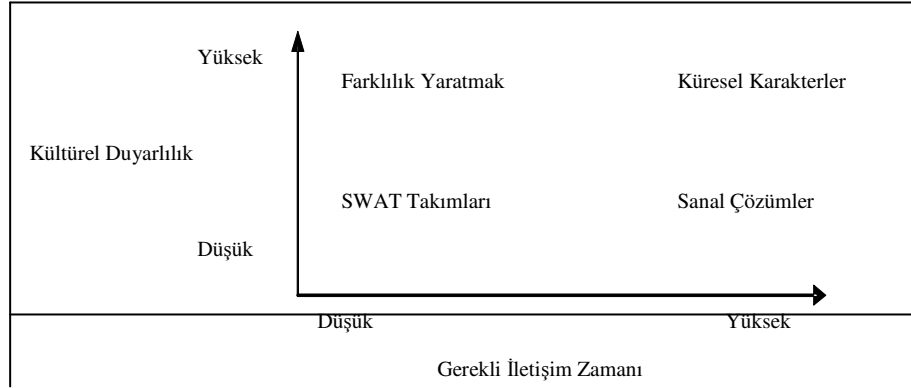 Yüksek
Farklılık Yaratmak Küresel Karakterler
Kültürel Duyarlılık
SWAT Takımları Sanal Çözümler
Düşük
Düşük Yüksek
Gerekli İletişim Zamanı